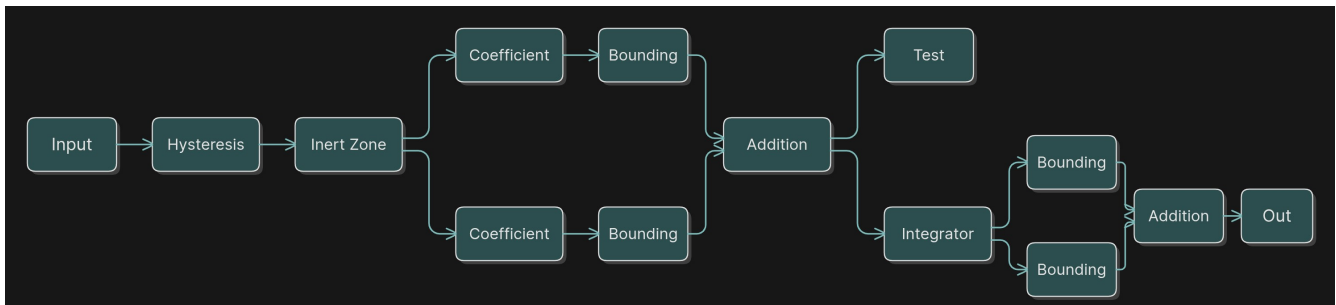 Input
Hysteresis
Inert Zone
Coefficient
Bounding
Coefficient
Bounding
Addition
Test
Integrator
Bounding
Bounding
Addition
Out